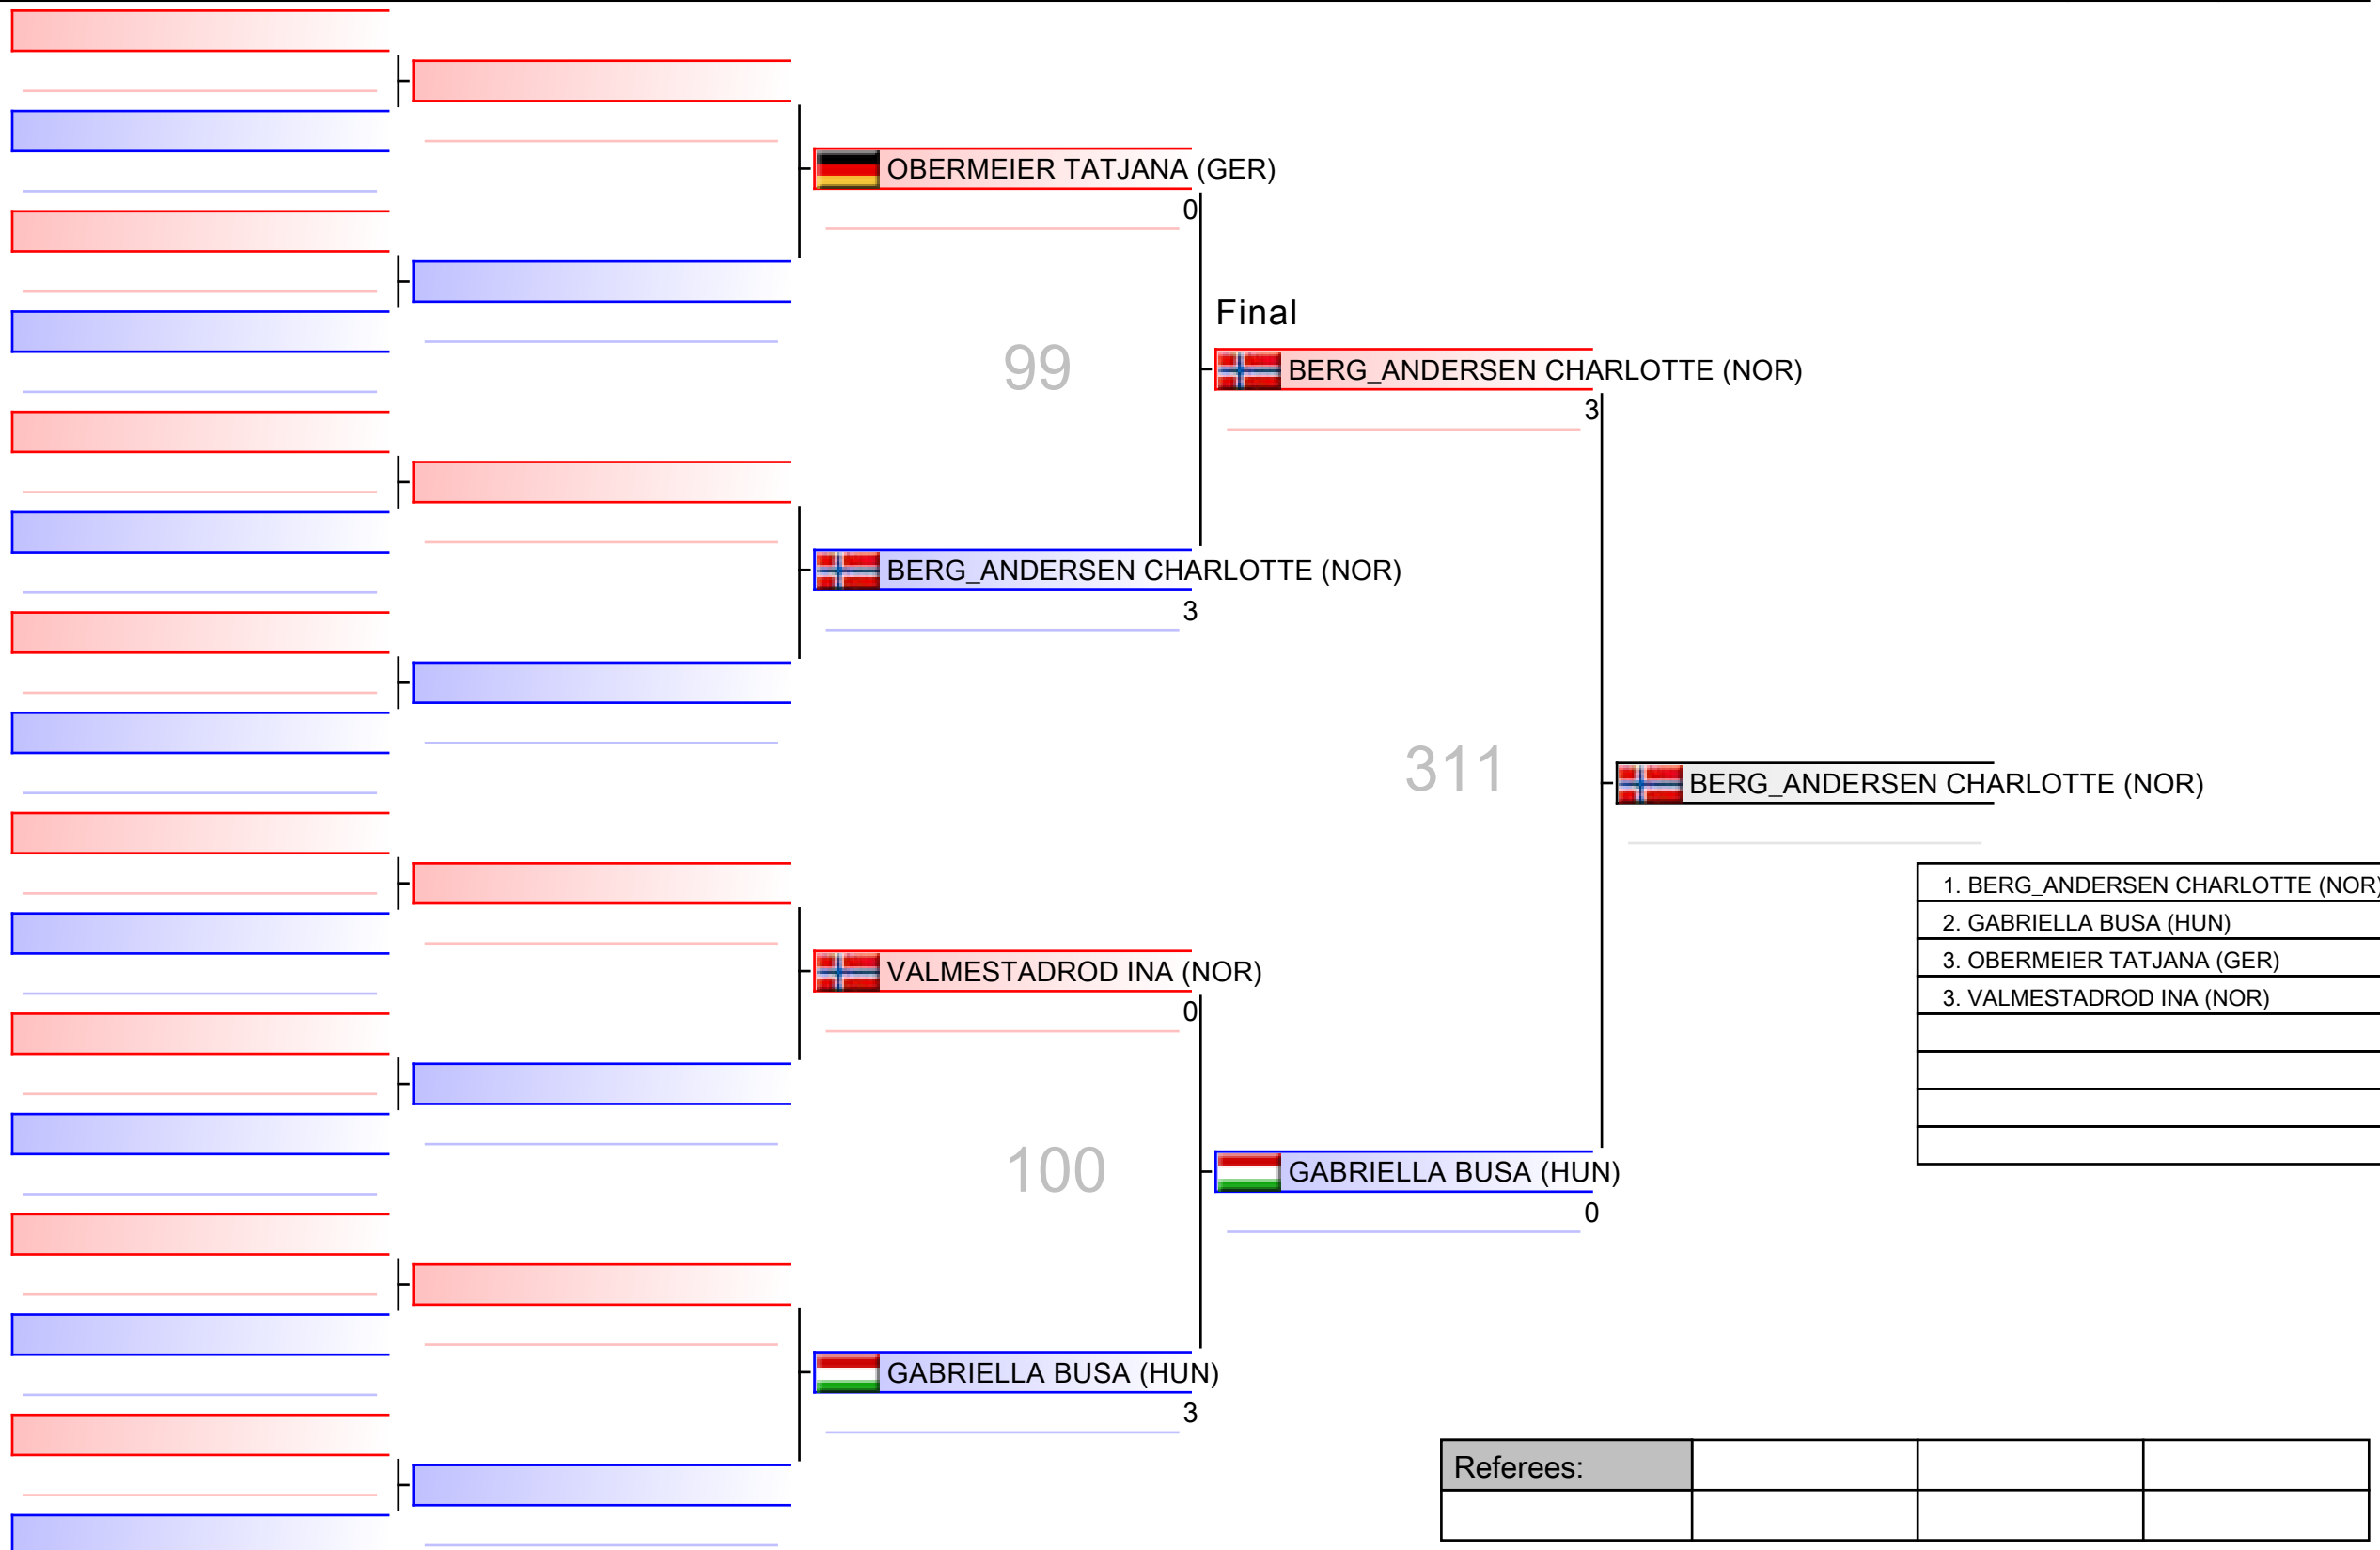 OBERMEIER TATJANA (GER)
0
99
BERG_ANDERSEN CHARLOTTE (NOR)
3
Final
BERG_ANDERSEN CHARLOTTE (NOR)
3
311
BERG_ANDERSEN CHARLOTTE (NOR)
VALMESTADROD INA (NOR)
0
100
GABRIELLA BUSA (HUN)
3
GABRIELLA BUSA (HUN)
0
1. BERG_ANDERSEN CHARLOTTE (NOR)
2. GABRIELLA BUSA (HUN)
3. OBERMEIER TATJANA (GER)
3. VALMESTADROD INA (NOR)
Referees: